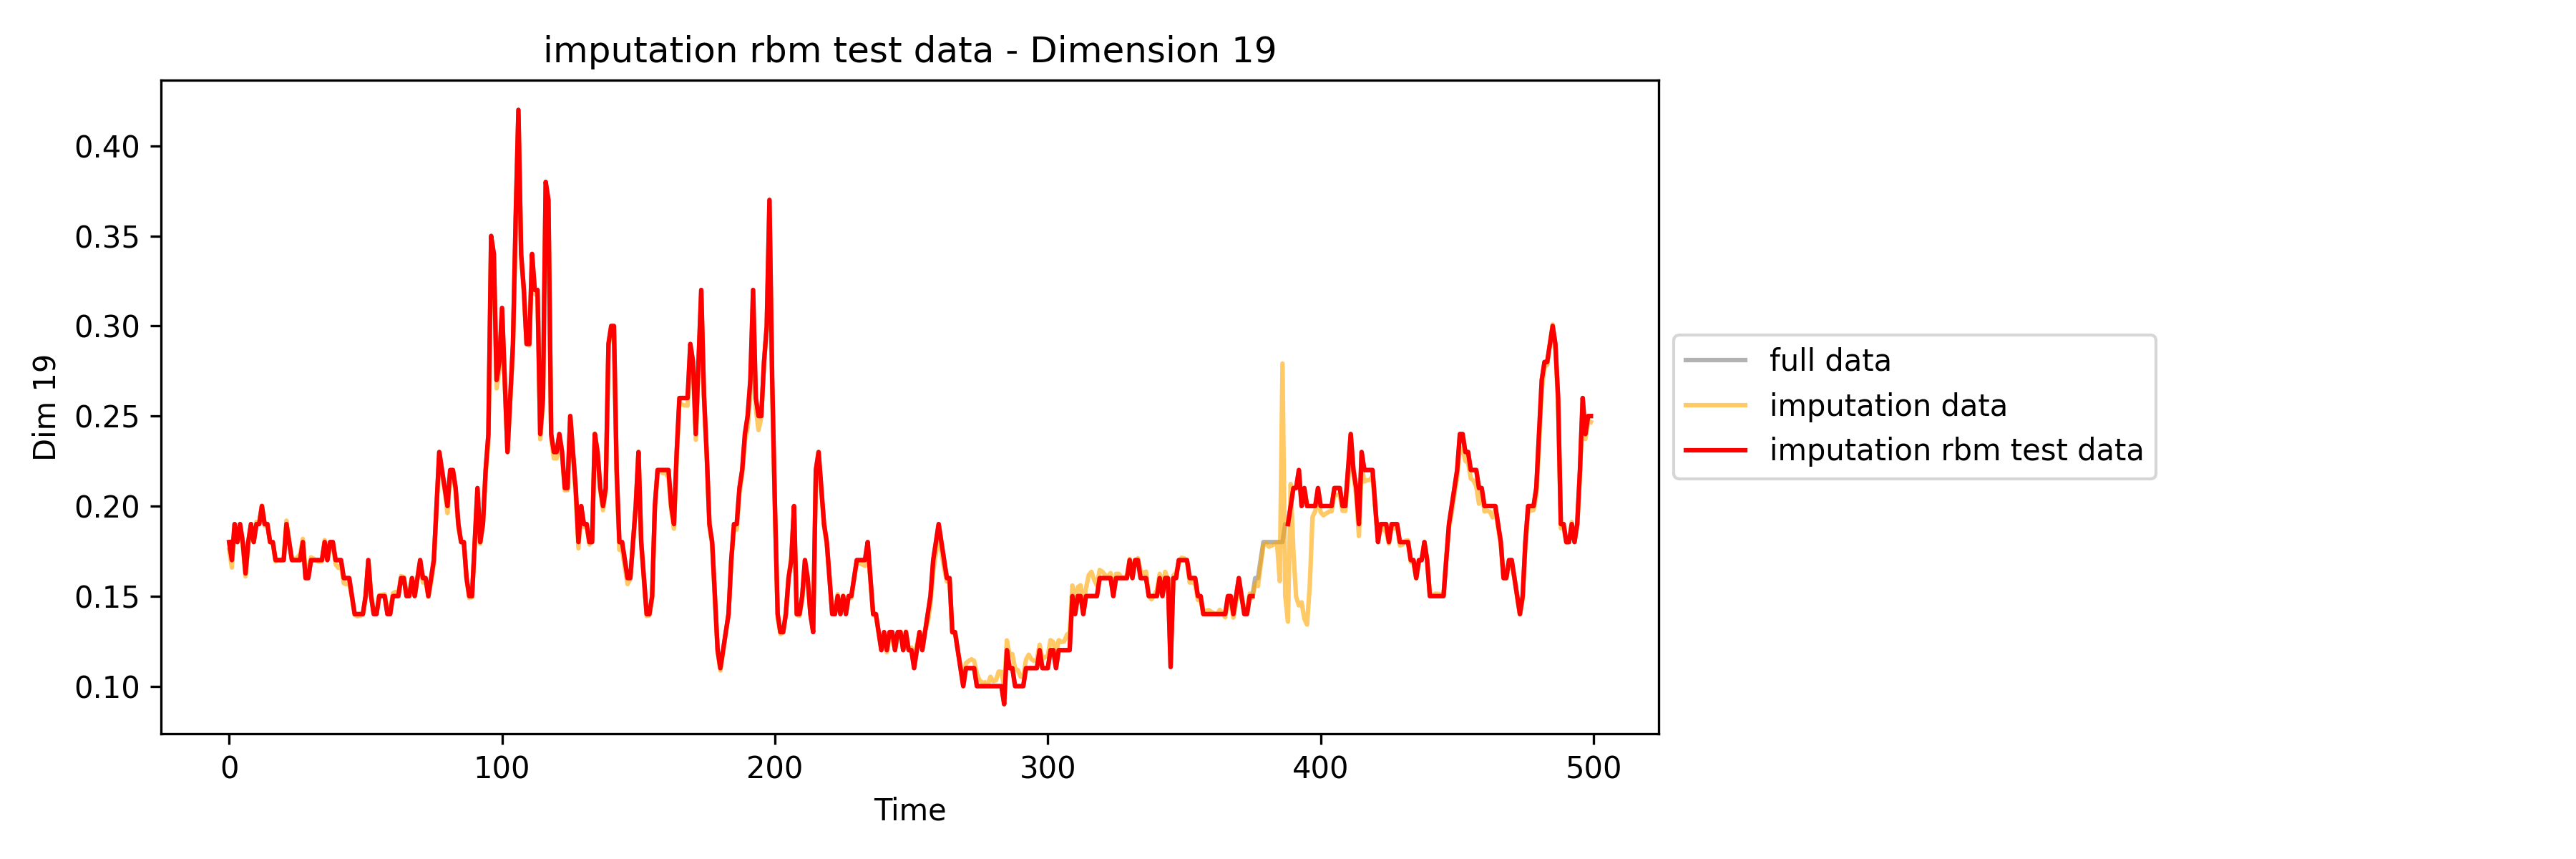 imputation rbm test data - Dimension 19
0.40
0.35
0.30
0.25
0.20
0.15
0.10
Dim 19
0
100
200
300
400
500
Time
full data
imputation data
imputation rbm test data